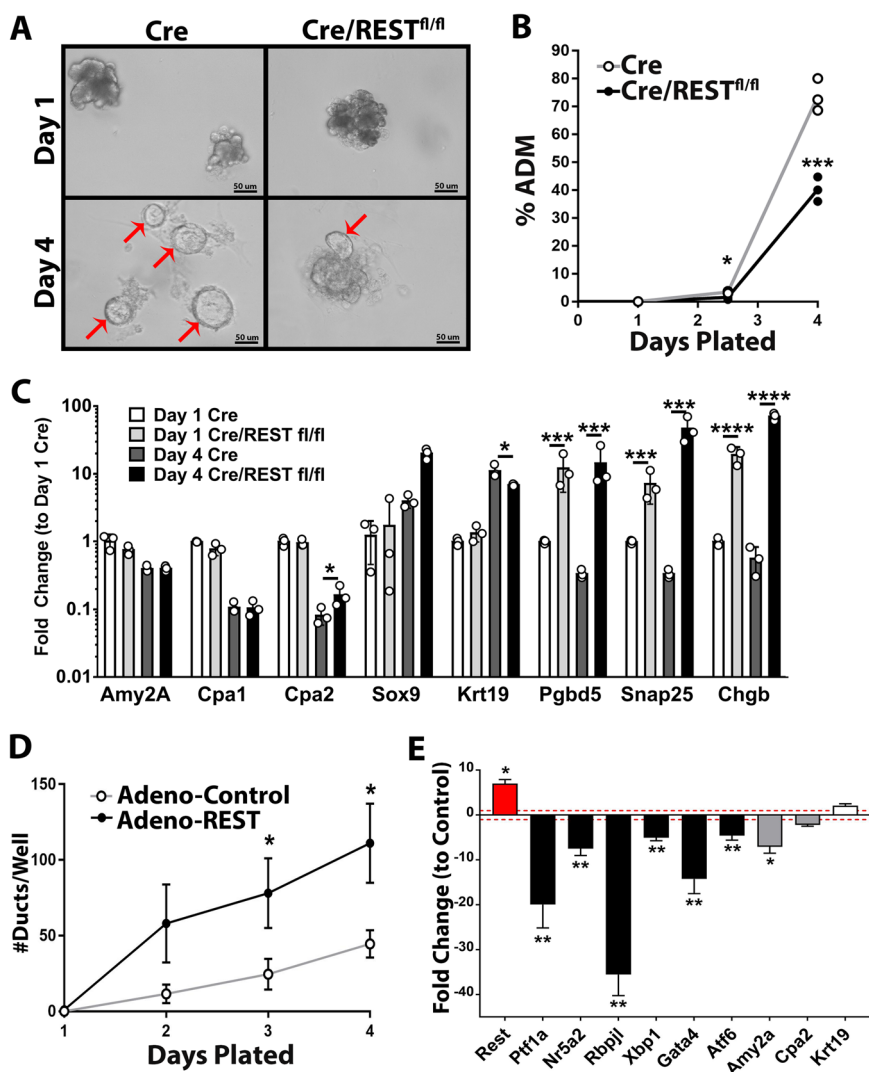 A
Cre
Cre/REST^fl/fl
Day 1
50 um
50 um
Day 4
50 um
50 um
B
Cre
Cre/REST^fl/fl
% ADM
90
80
70
60
50
40
30
20
10
0
***
*
0
1
2
3
4
Days Plated
C
Fold Change (to Day 1 Cre)
100
10
1
0.1
0.01
Day 1 Cre
Day 1 Cre/REST fl/fl
Day 4 Cre
Day 4 Cre/REST fl/fl
*
*
***
***
***
***
****
****
Amy2A
Cpa1
Cpa2
Sox9
Krt19
Pgbd5
Snap25
Chgb
D
#Ducts/Well
150
100
50
0
Adeno-Control
Adeno-REST
*
*
1
2
3
4
Days Plated
E
Fold Change (to Control)
10
0
-10
-20
-30
-40
*
**
**
**
**
**
**
*
Rest
Ptf1a
Nr5a2
Rbpjl
Xbp1
Gata4
Atf6
Amy2a
Cpa2
Krt19